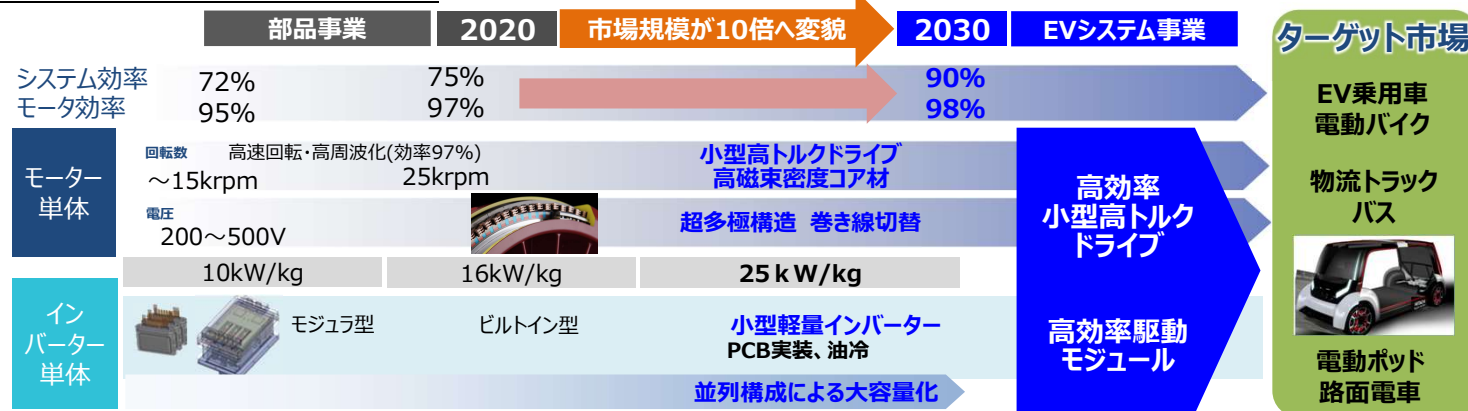 部品事業
2020
市場規模が10倍へ変貌
2030
EVシステム事業
ターゲット市場
システム効率
72%
75%
90%
モータ効率
95%
97%
98%
EV乗用車
電動バイク
モーター
単体
回転数
高速回転・高周波化(効率97%)
～15krpm
25krpm
小型高トルクドライブ
高磁束密度コア材
電圧
200～500V
超多極構造 巻き線切替
高効率
小型高トルク
ドライブ
物流トラック
バス
10kW/kg
16kW/kg
25ｋＷ/kg
イン
バーター
単体
モジュラ型
ビルトイン型
小型軽量インバーター
PCB実装、油冷
並列構成による大容量化
高効率駆動
モジュール
電動ポッド
路面電車